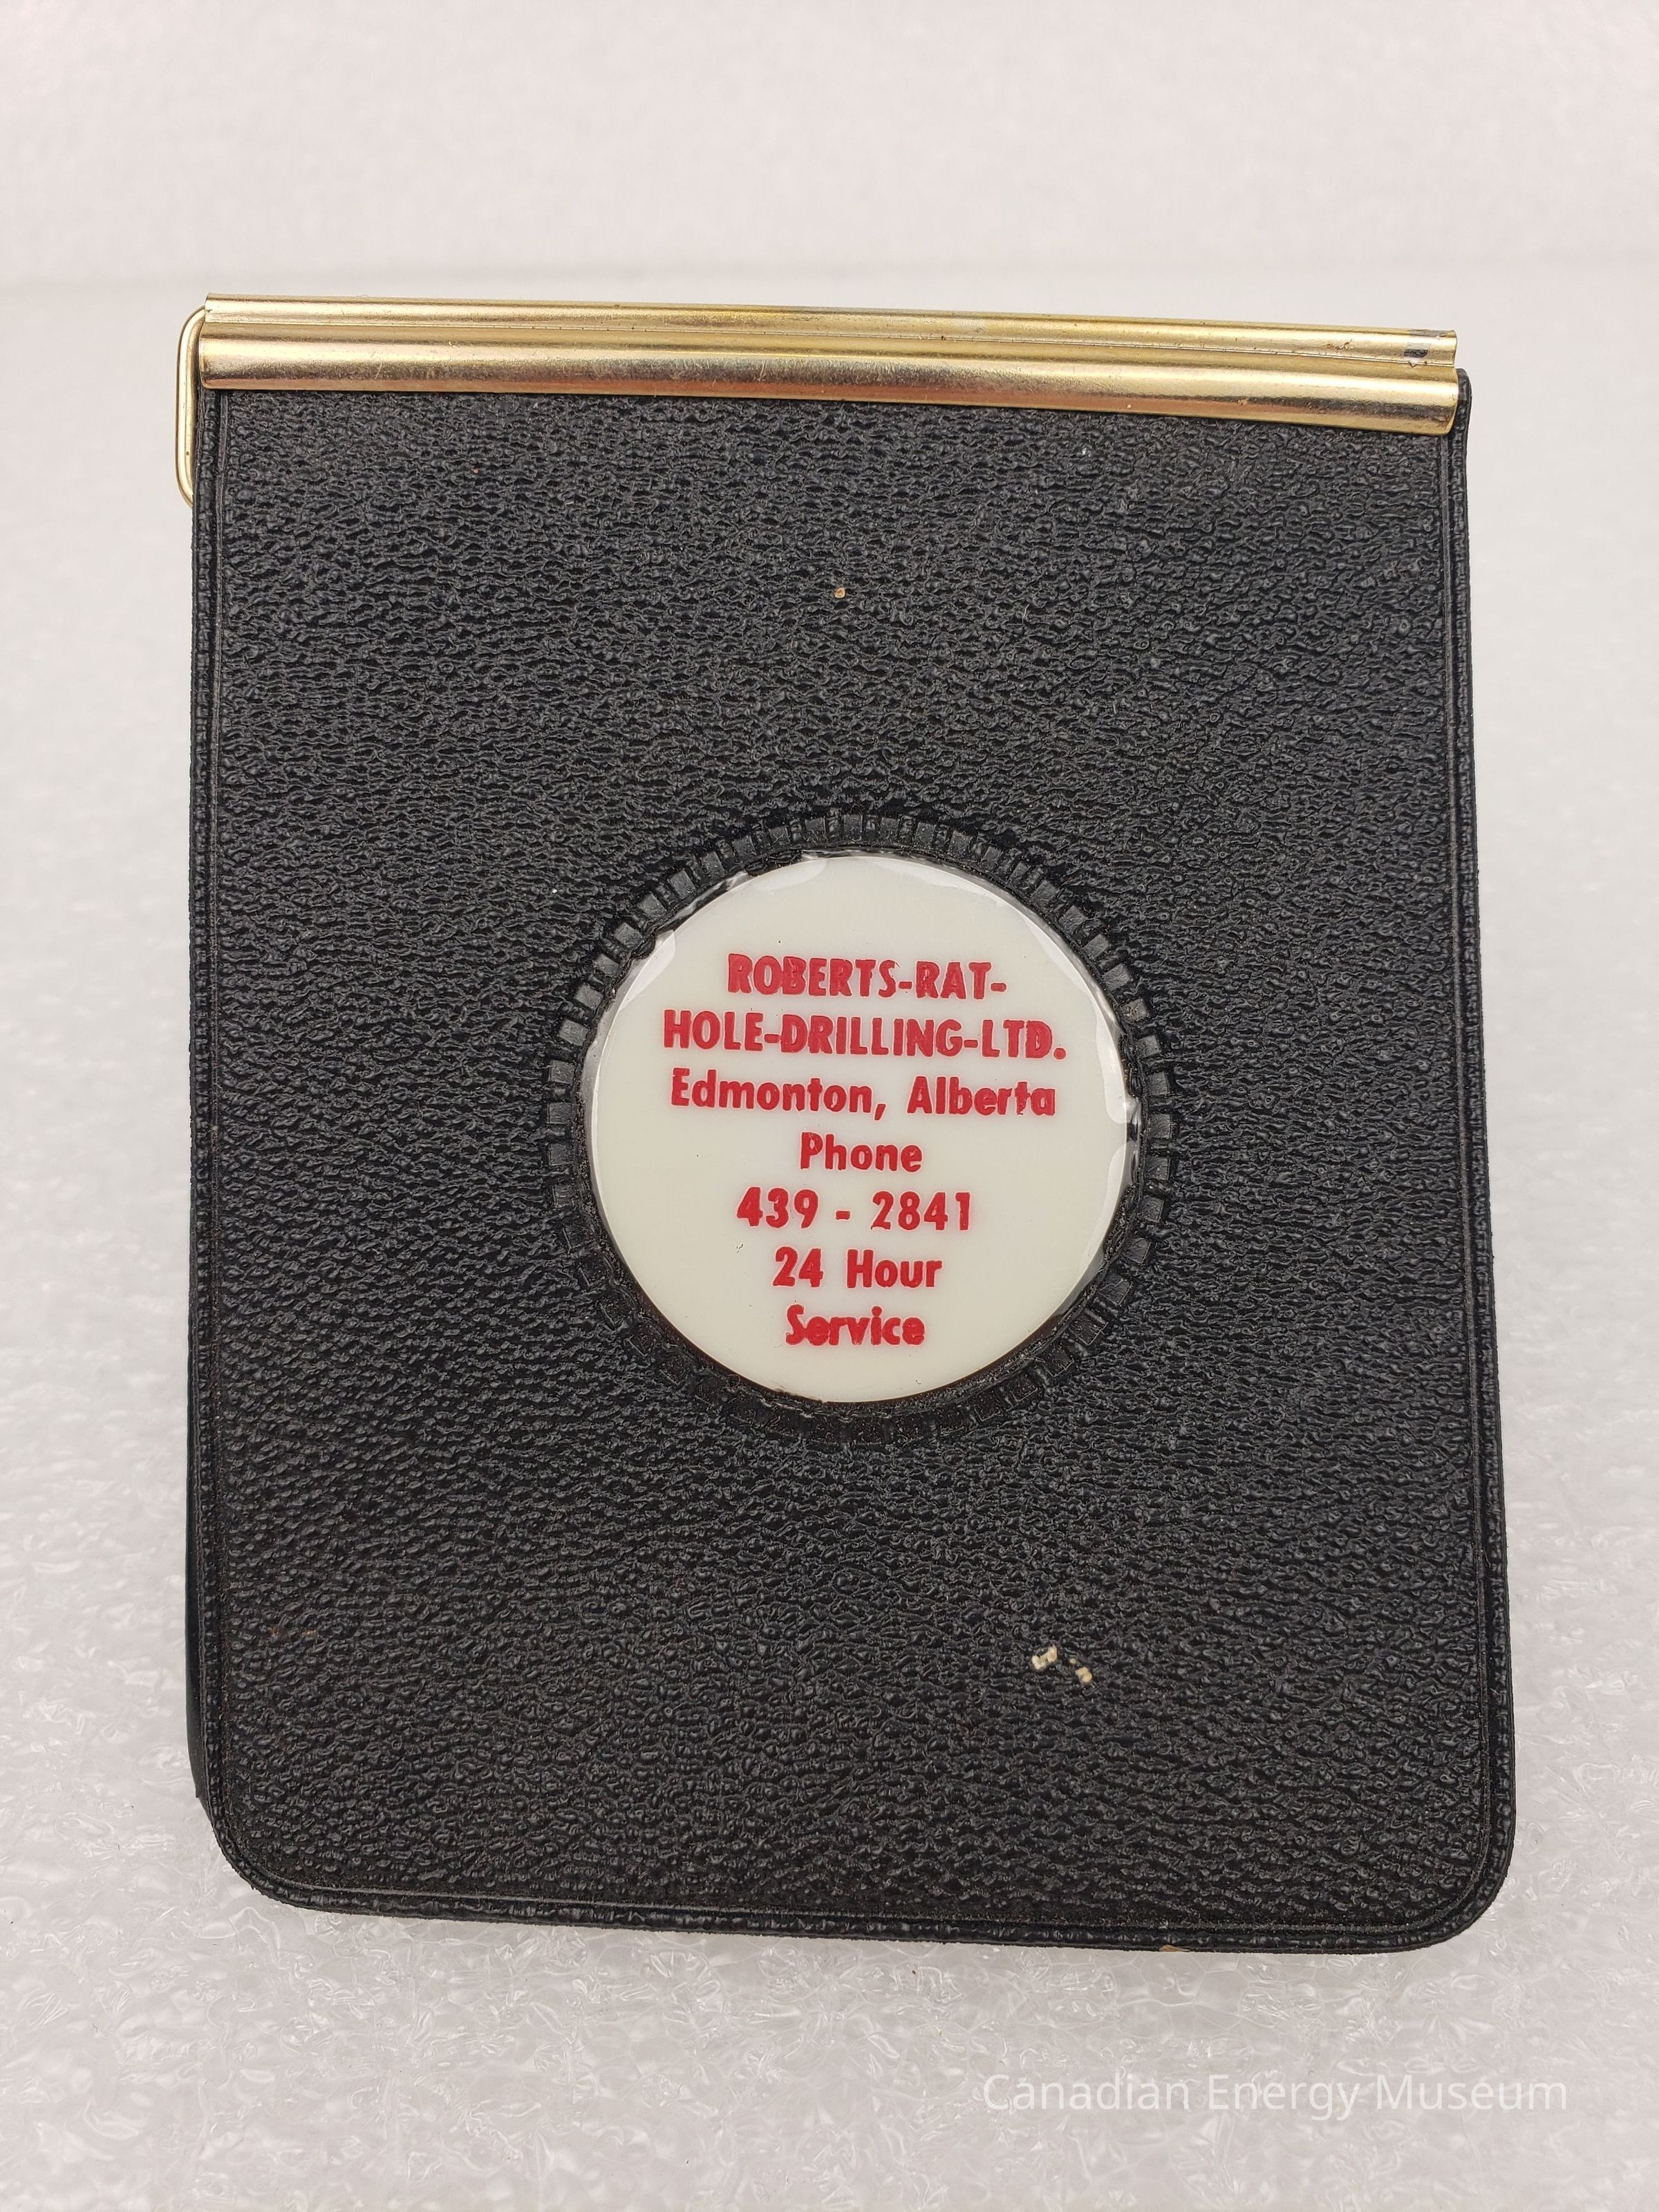 ROBERTS-RAT-
HOLE-DRILLING-LTD.
Edmonton, Alberta
Phone
439 - 2841
24 Hour
Service
Canadian Energy Museum